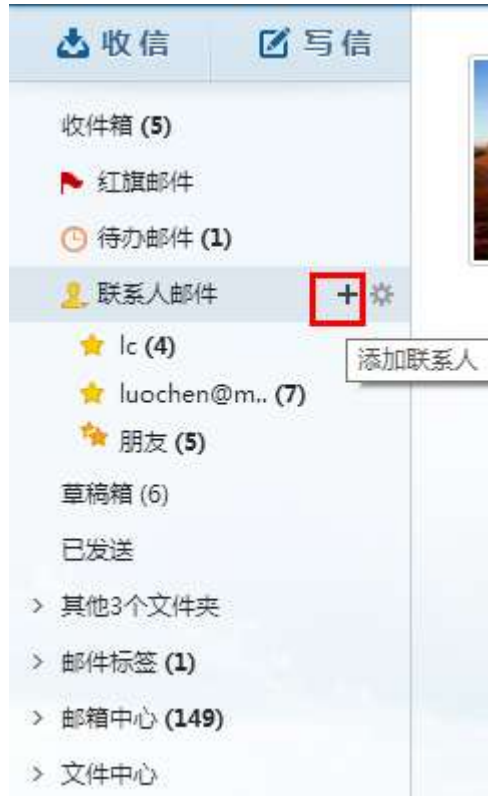 收信 写信
收件箱 (5)
红旗邮件
待办邮件 (1)
联系人邮件
添加联系人
lc (4)
luochen@m.. (7)
朋友 (5)
草稿箱 (6)
已发送
其他3个文件夹
邮件标签 (1)
邮箱中心 (149)
文件中心